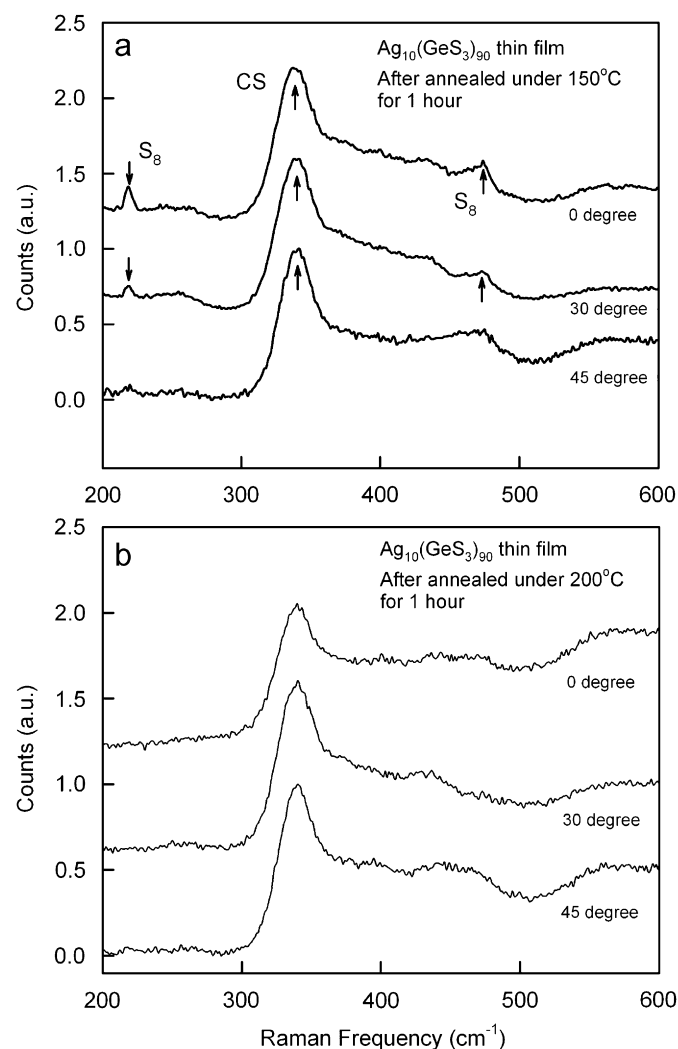 a
Ag10(GeS3)90 thin film
After annealed under 150oC
for 1 hour
CS
S8
S8
0 degree
30 degree
45 degree
2.5
2.0
1.5
1.0
0.5
0.0
Counts (a.u.)
200 300 400 500 600
b
Ag10(GeS3)90 thin film
After annealed under 200oC
for 1 hour
0 degree
30 degree
45 degree
2.5
2.0
1.5
1.0
0.5
0.0
Counts (a.u.)
200 300 400 500 600
Raman Frequency (cm-1)